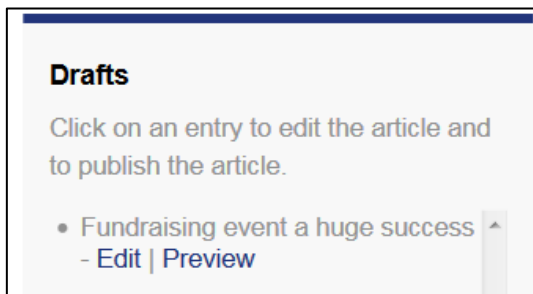 Drafts
Click on an entry to edit the article and
to publish the article.
• Fundraising event a huge success
- Edit | Preview